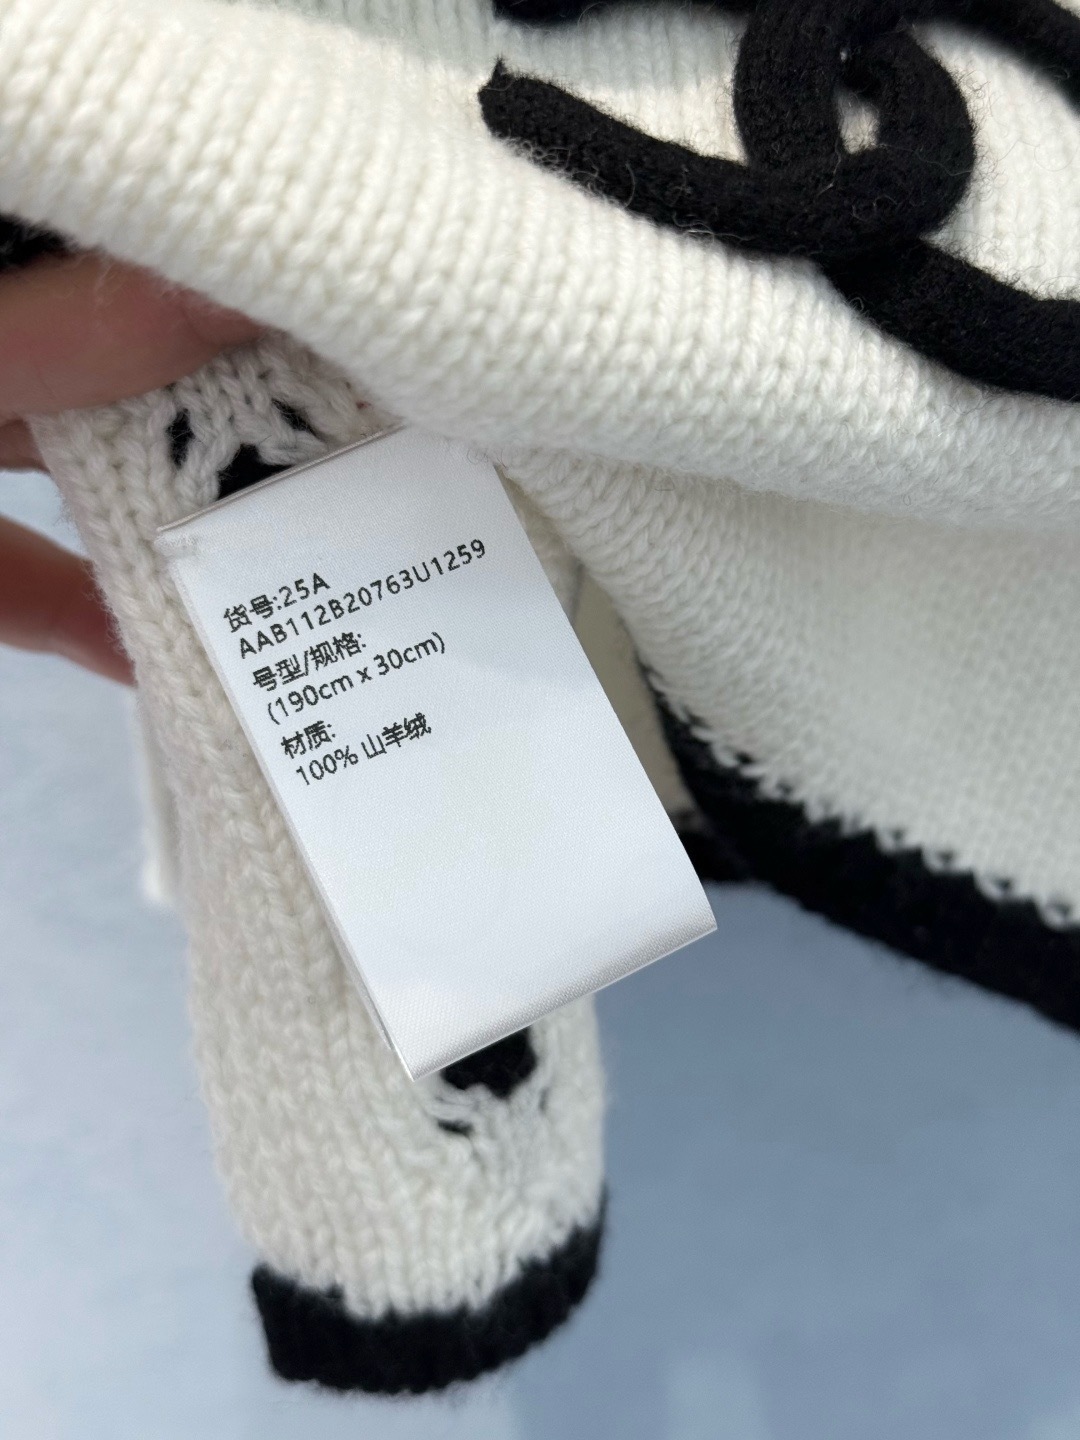 货号:25A
AAB112B20763U1259
号型/规格:
(190cm x 30cm)
材质:
100% 山羊绒